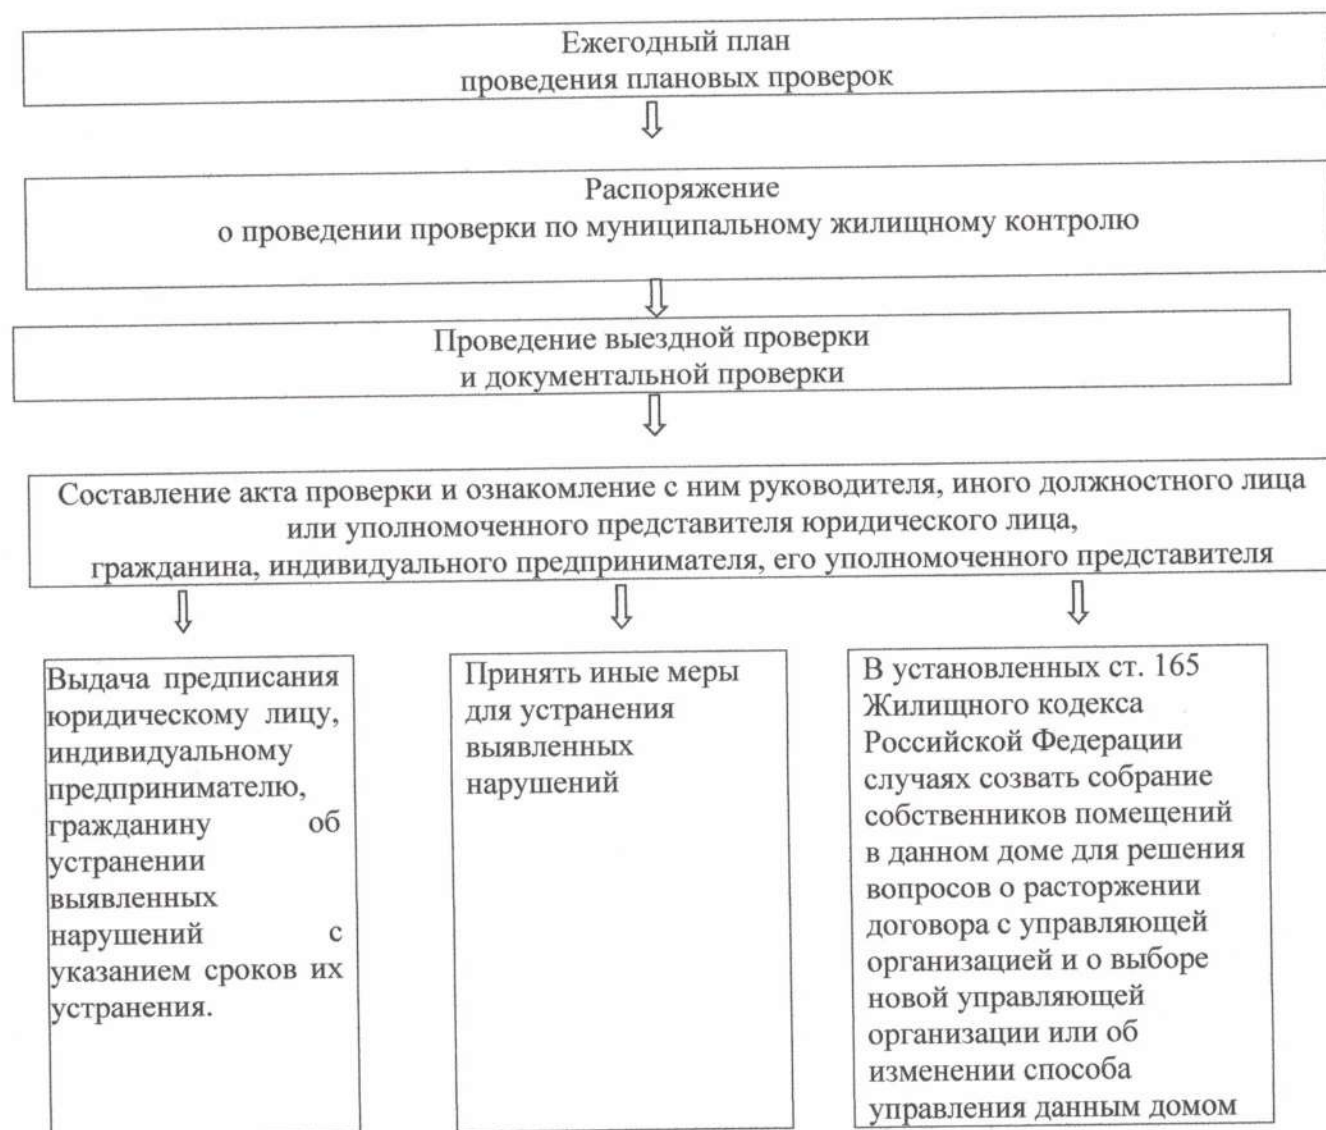 Ежегодный план
проведения плановых проверок
Распоряжение
о проведении проверки по муниципальному жилищному контролю
Проведение выездной проверки
и документальной проверки
Составление акта проверки и ознакомление с ним руководителя, иного должностного лица
или уполномоченного представителя юридического лица,
гражданина, индивидуального предпринимателя, его уполномоченного представителя
Выдача предписания
юридическому лицу,
индивидуальному
предпринимателю,
гражданину об
устранении
выявленных
нарушений с
указанием сроков их
устранения.
Принять иные меры
для устранения
выявленных
нарушений
В установленных ст. 165
Жилищного кодекса
Российской Федерации
случаях созвать собрание
собственников помещений
в данном доме для решения
вопросов о расторжении
договора с управляющей
организацией и о выборе
новой управляющей
организации или об
изменении способа
управления данным домом